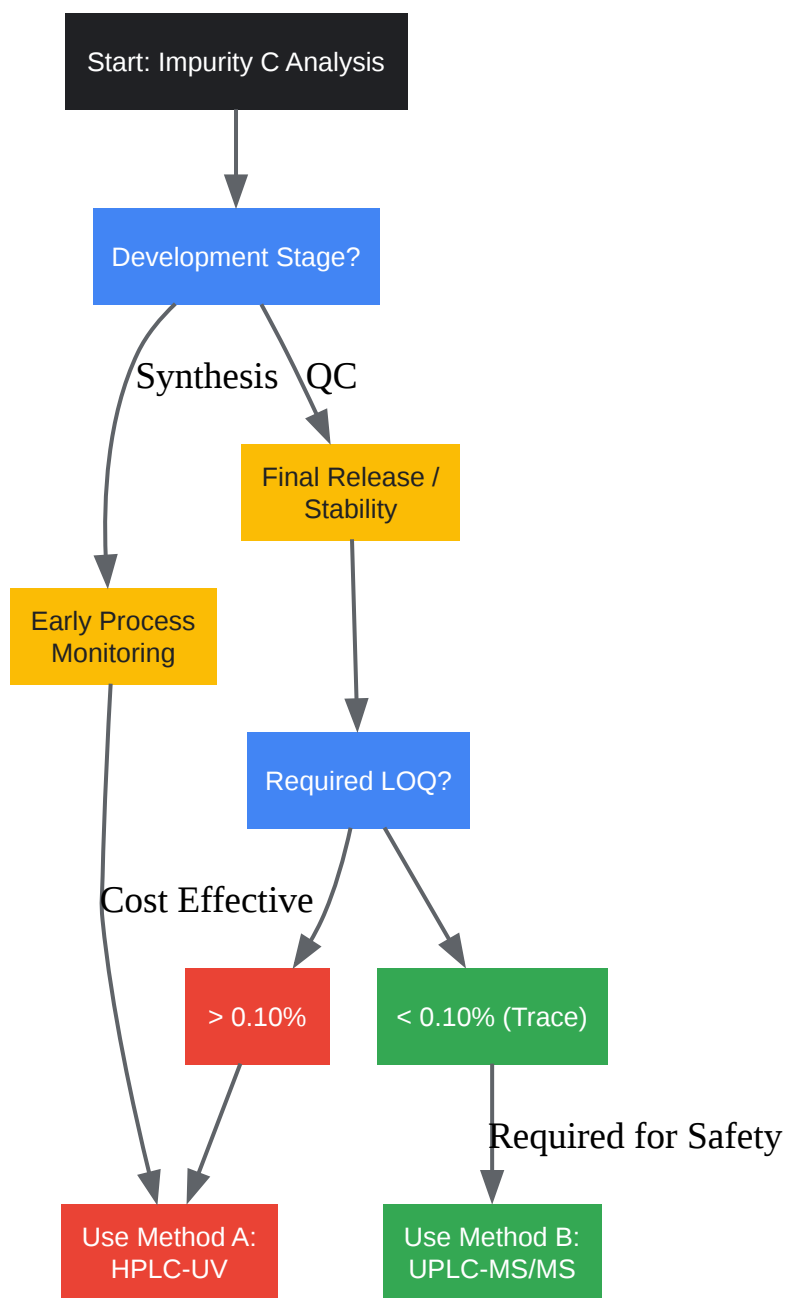 Start: Impurity C Analysis
Development Stage?
Synthesis
QC
Final Release /
Stability
Early Process
Monitoring
Required LOQ?
Cost Effective
> 0.10%
< 0.10% (Trace)
Required for Safety
Use Method A:
HPLC-UV
Use Method B:
UPLC-MS/MS